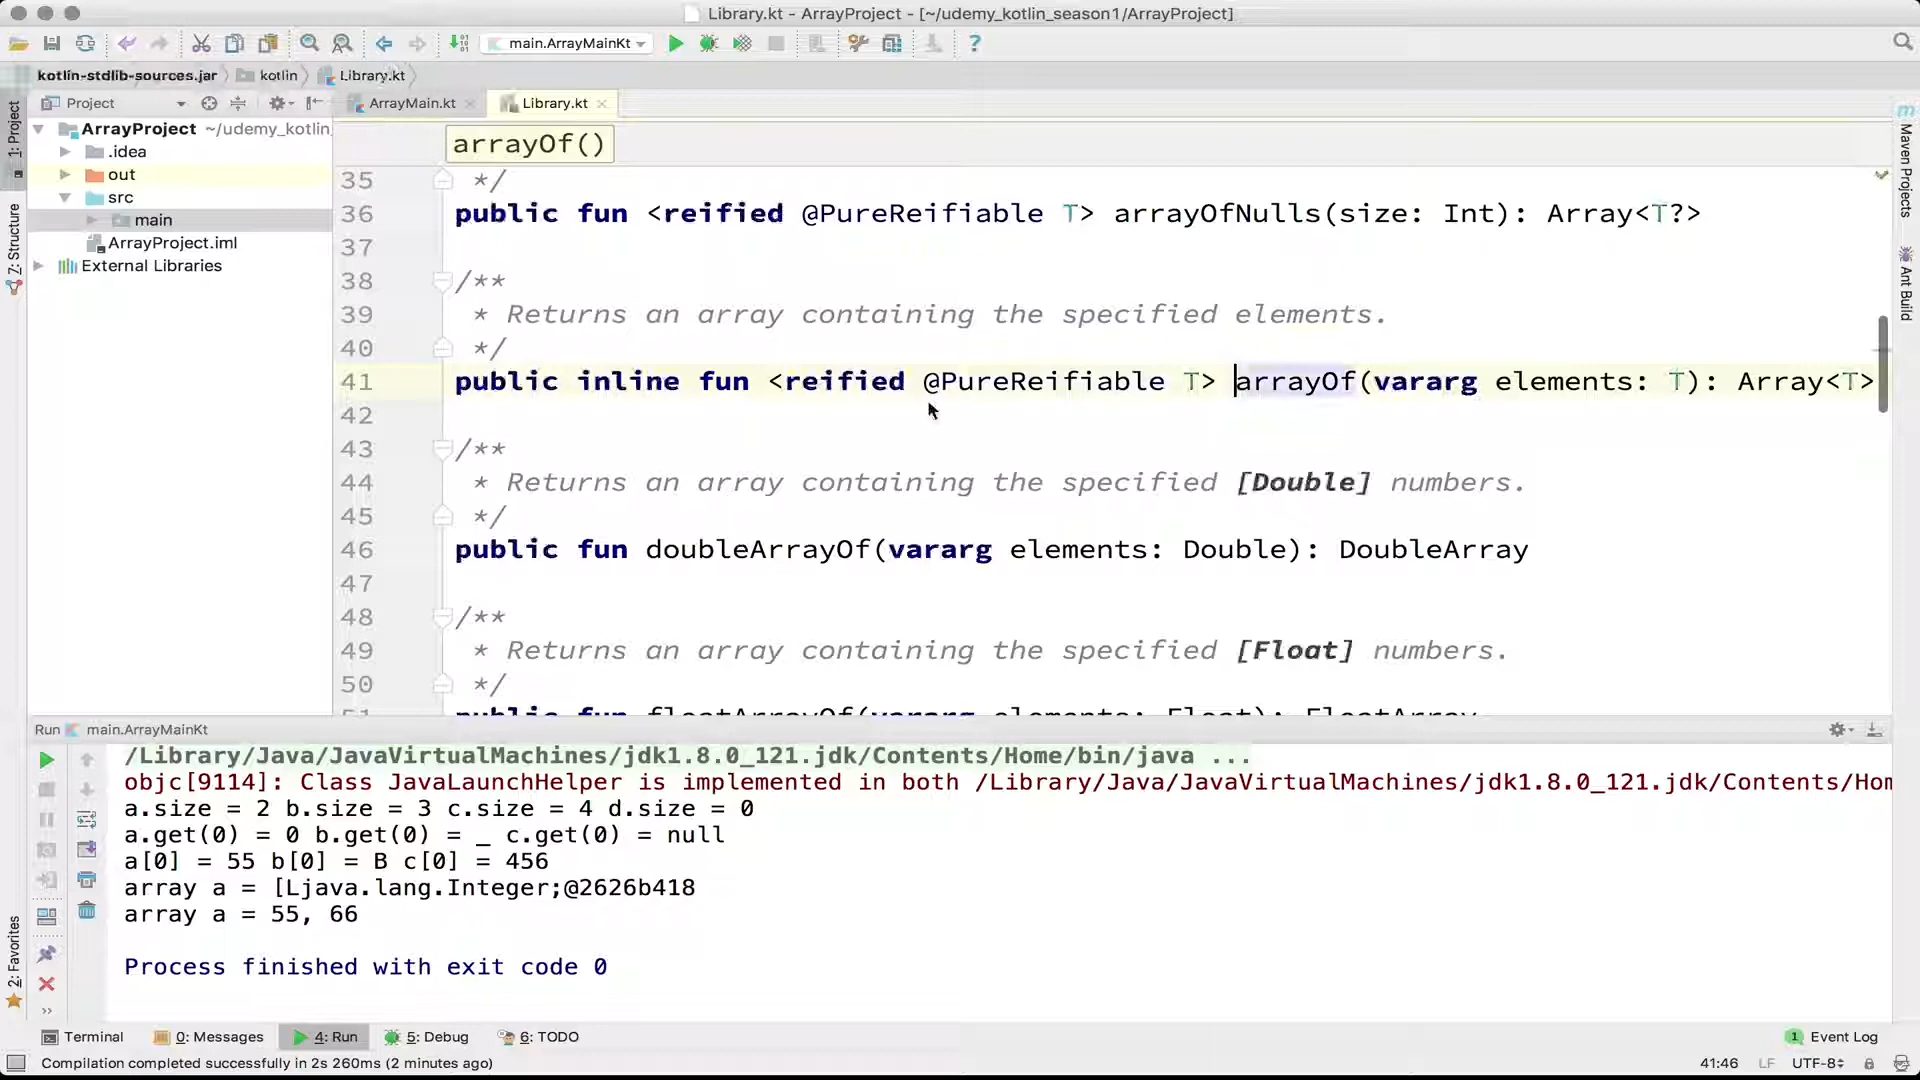 Library.kt - ArrayProject - [~/udemy_kotlin_season1/ArrayProject]
main.ArrayMainKt
kotlin-stdlib-sources.jar kotlin Library.kt
1: Project
Z: Structure
2: Favorites
Project
ArrayProject ~/udemy_kotlin_
.idea
out
src
main
ArrayProject.iml
External Libraries
ArrayMain.kt Library.kt
arrayOf()
35 */
36 public fun <reified @PureReifiable T> arrayOfNulls(size: Int): Array<T?>
37
38 /**
39 * Returns an array containing the specified elements.
40 */
41 public inline fun <reified @PureReifiable T> arrayOf(vararg elements: T): Array<T>
42
43 /**
44 * Returns an array containing the specified [Double] numbers.
45 */
46 public fun doubleArrayOf(vararg elements: Double): DoubleArray
47
48 /**
49 * Returns an array containing the specified [Float] numbers.
50 */
51 public fun floatArrayOf(vararg elements: Float): FloatArray
Maven Projects
Ant Build
Run main.ArrayMainKt
/Library/Java/JavaVirtualMachines/jdk1.8.0_121.jdk/Contents/Home/bin/java ...
objc[9114]: Class JavaLaunchHelper is implemented in both /Library/Java/JavaVirtualMachines/jdk1.8.0_121.jdk/Contents/Hom
a.size = 2 b.size = 3 c.size = 4 d.size = 0
a.get(0) = 0 b.get(0) = _ c.get(0) = null
a[0] = 55 b[0] = B c[0] = 456
array a = [Ljava.lang.Integer;@2626b418
array a = 55, 66
Process finished with exit code 0
Terminal 0: Messages 4: Run 5: Debug 6: TODO 1 Event Log
Compilation completed successfully in 2s 260ms (2 minutes ago) 41:46 LF UTF-8